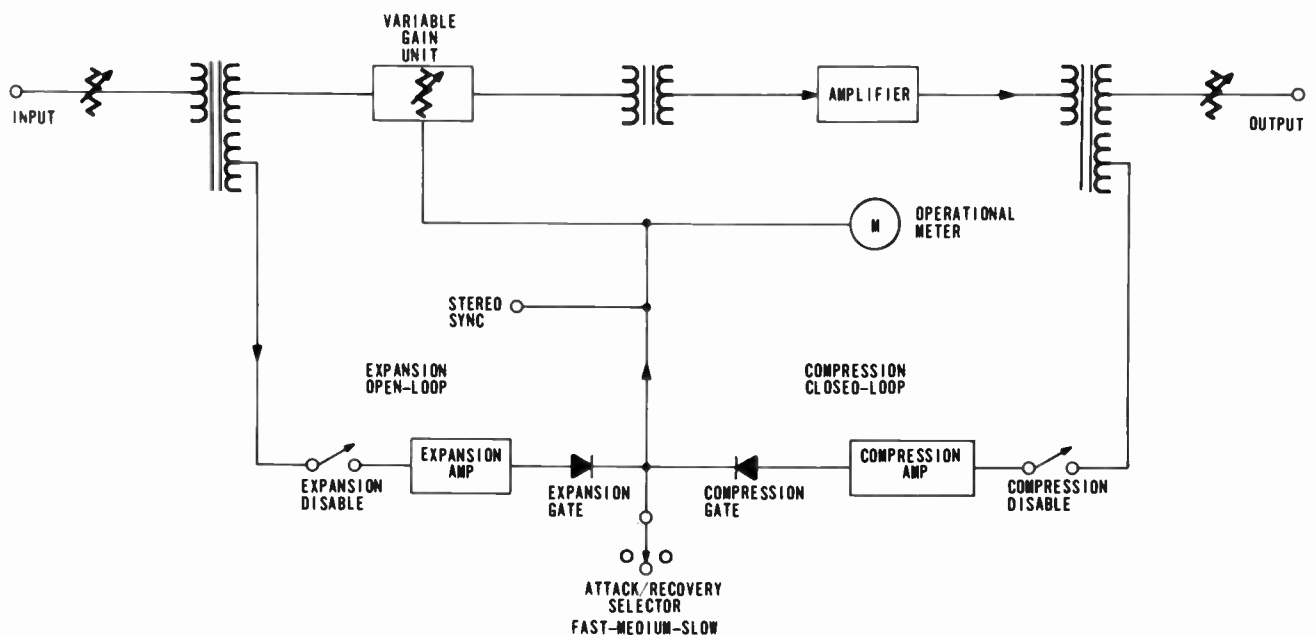 VARIABLE
GAIN
UNIT
INPUT
AMPLIFIER
OUTPUT
M
OPERATIONAL
METER
STEREO
SYNC
EXPANSION
OPEN-LOOP
COMPRESSION
CLOSED-LOOP
EXPANSION
DISABLE
EXPANSION
AMP
EXPANSION
GATE
COMPRESSION
GATE
COMPRESSION
AMP
COMPRESSION
DISABLE
ATTACK/RECOVERY
SELECTOR
FAST-MEDIUM-SLOW